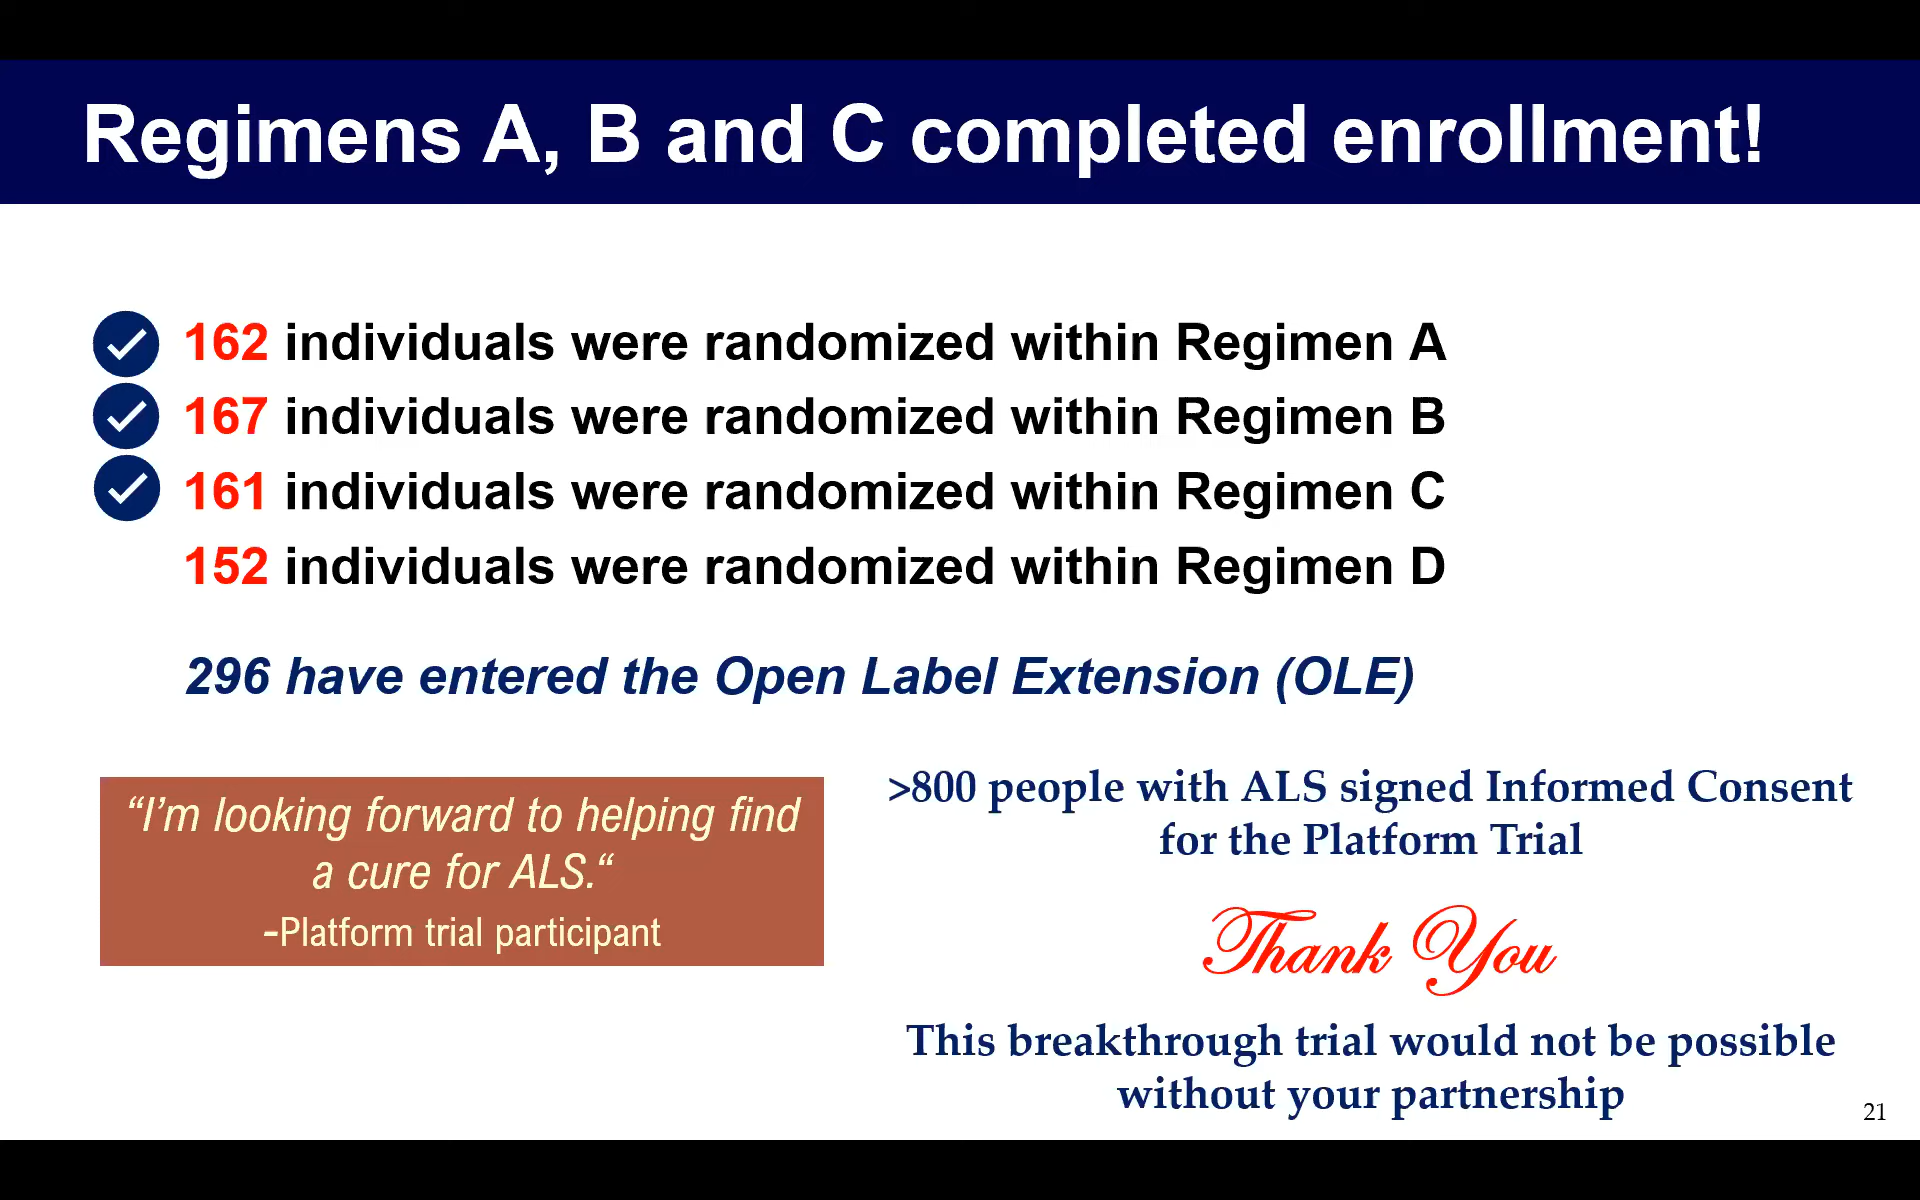 Regimens A, B and C completed enrollment!
162 individuals were randomized within Regimen A
167 individuals were randomized within Regimen B
161 individuals were randomized within Regimen C
152 individuals were randomized within Regimen D
296 have entered the Open Label Extension (OLE)
“I’m looking forward to helping find
a cure for ALS.“
-Platform trial participant
>800 people with ALS signed Informed Consent
for the Platform Trial
Thank You
This breakthrough trial would not be possible
without your partnership
21